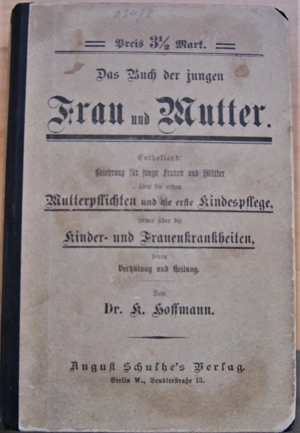 Preis 3½ Mark.
Das Buch der jungen
Frau und Mutter.
Enthaltend:
Belehrung für junge Frauen und Mütter
über die ersten
Mutterpflichten und die erste Kindespflege,
ferner über die
Kinder- und Frauenkrankheiten,
deren
Verhütung und Heilung.
Von
Dr. K. Hoffmann.
August Schulze's Verlag.
Berlin W., Bendlerstraße 13.